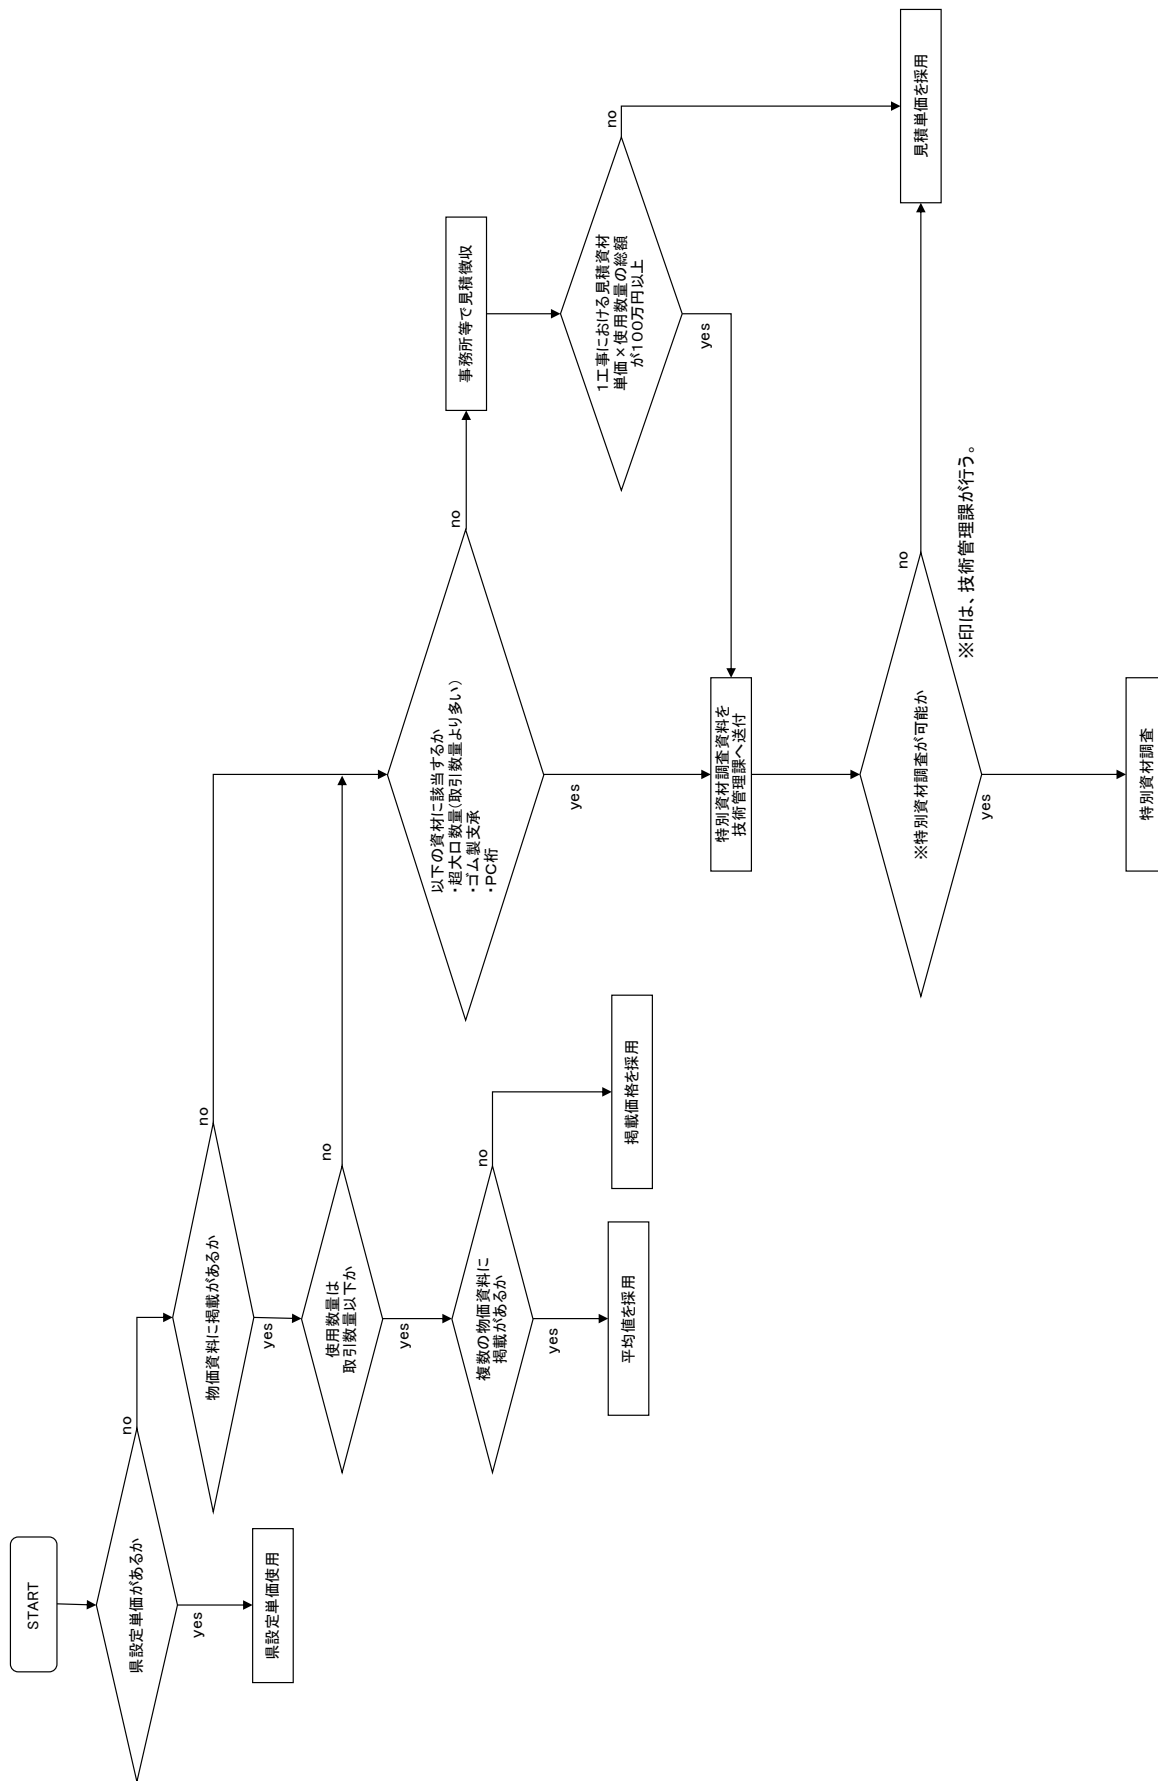 START
県設定単価があるか
no
yes
県設定単価使用
物価資料に掲載があるか
no
yes
使用数量は
取引数量以下か
no
yes
複数の物価資料に
掲載があるか
no
yes
平均値を採用
掲載価格を採用
以下の資材に該当するか
・超大口数量(取引数量より多い)
・ゴム製支承
・PC桁
no
yes
事務所等で見積徴収
1工事における見積資材
単価×使用数量の総額
が100万円以上
no
yes
特別資材調査資料を
技術管理課へ送付
※特別資材調査が可能か
no
yes
※印は、技術管理課が行う。
見積単価を採用
特別資材調査